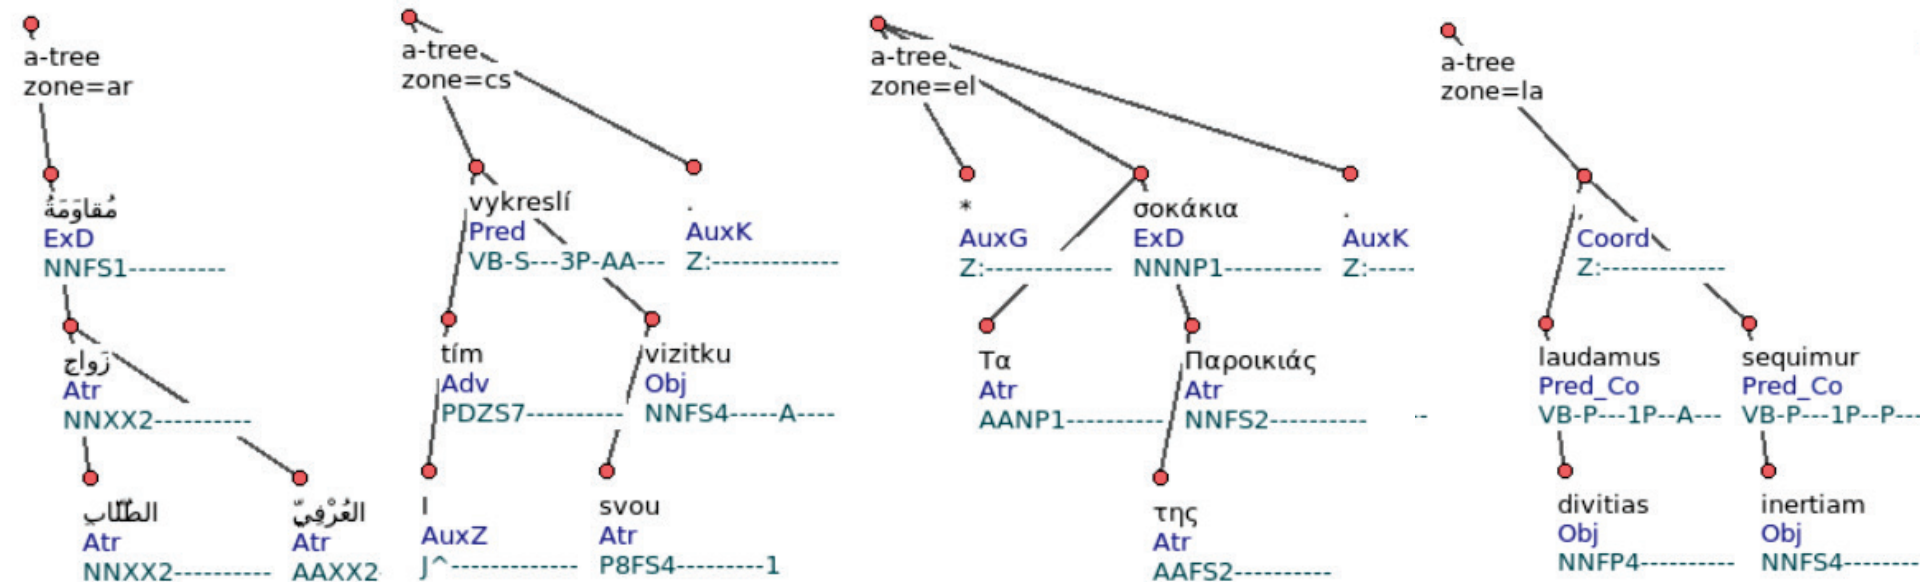 a-tree
zone=ar
مُقاوَمَةُ
ExD
NNFS1----------
زَواج
Atr
NNXX2----------
الطُلّابِ
Atr
NNXX2----------
العُرْفِيّ
Atr
AAXX2-
a-tree
zone=cs
vykreslí
Pred
VB-S---3P-AA---
.
AuxK
Z:-------------
tím
Adv
PDZS7----------
vizitku
Obj
NNFS4-----A----
I
AuxZ
J^-------------
svou
Atr
P8FS4---------1
a-tree
zone=el
*
AuxG
Z:-------------
σοκάκια
ExD
NNNP1----------
.
AuxK
Z:-----
Τα
Atr
AANP1----------
Παροικιάς
Atr
NNFS2----------
της
Atr
AAFS2----------
a-tree
zone=la
,
Coord
Z:-------------
--
laudamus
Pred_Co
VB-P---1P--A---
sequimur
Pred_Co
VB-P---1P--P---
divitias
Obj
NNFP4----------
inertiam
Obj
NNFS4---------